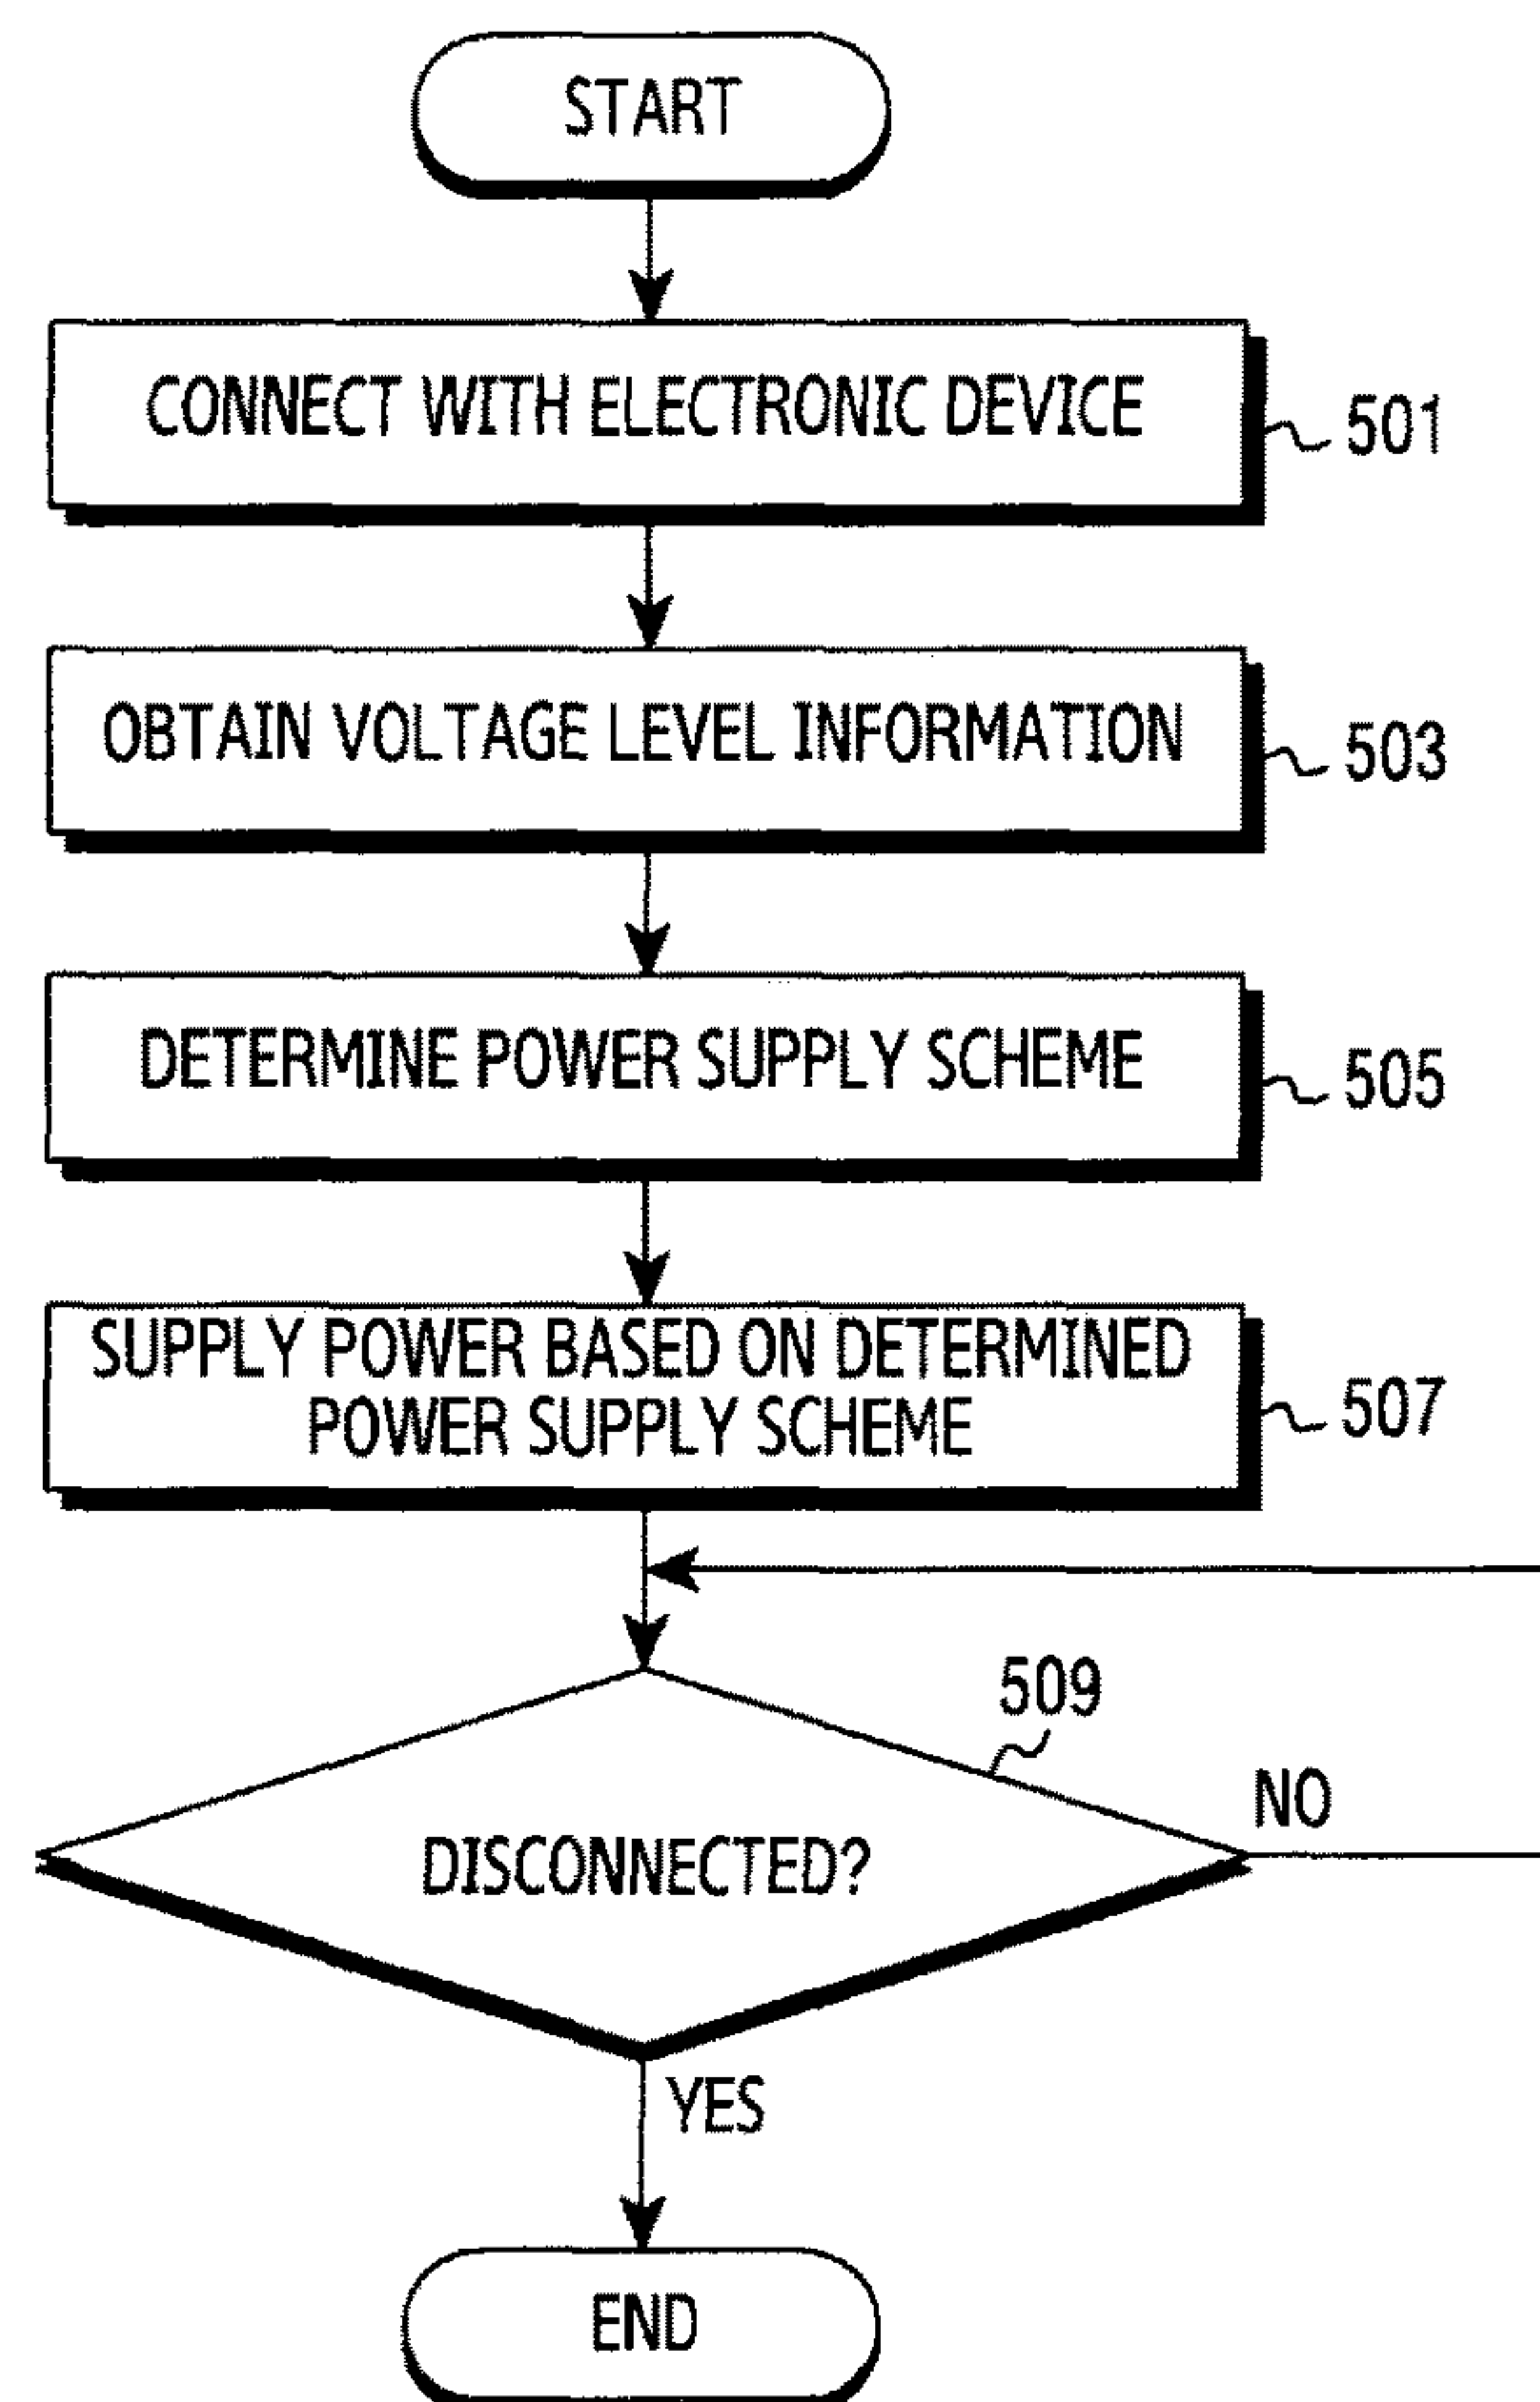 START
CONNECT WITH ELECTRONIC DEVICE
501
OBTAIN VOLTAGE LEVEL INFORMATION
503
DETERMINE POWER SUPPLY SCHEME
505
SUPPLY POWER BASED ON DETERMINED
POWER SUPPLY SCHEME
507
509
NO
DISCONNECTED?
YES
END